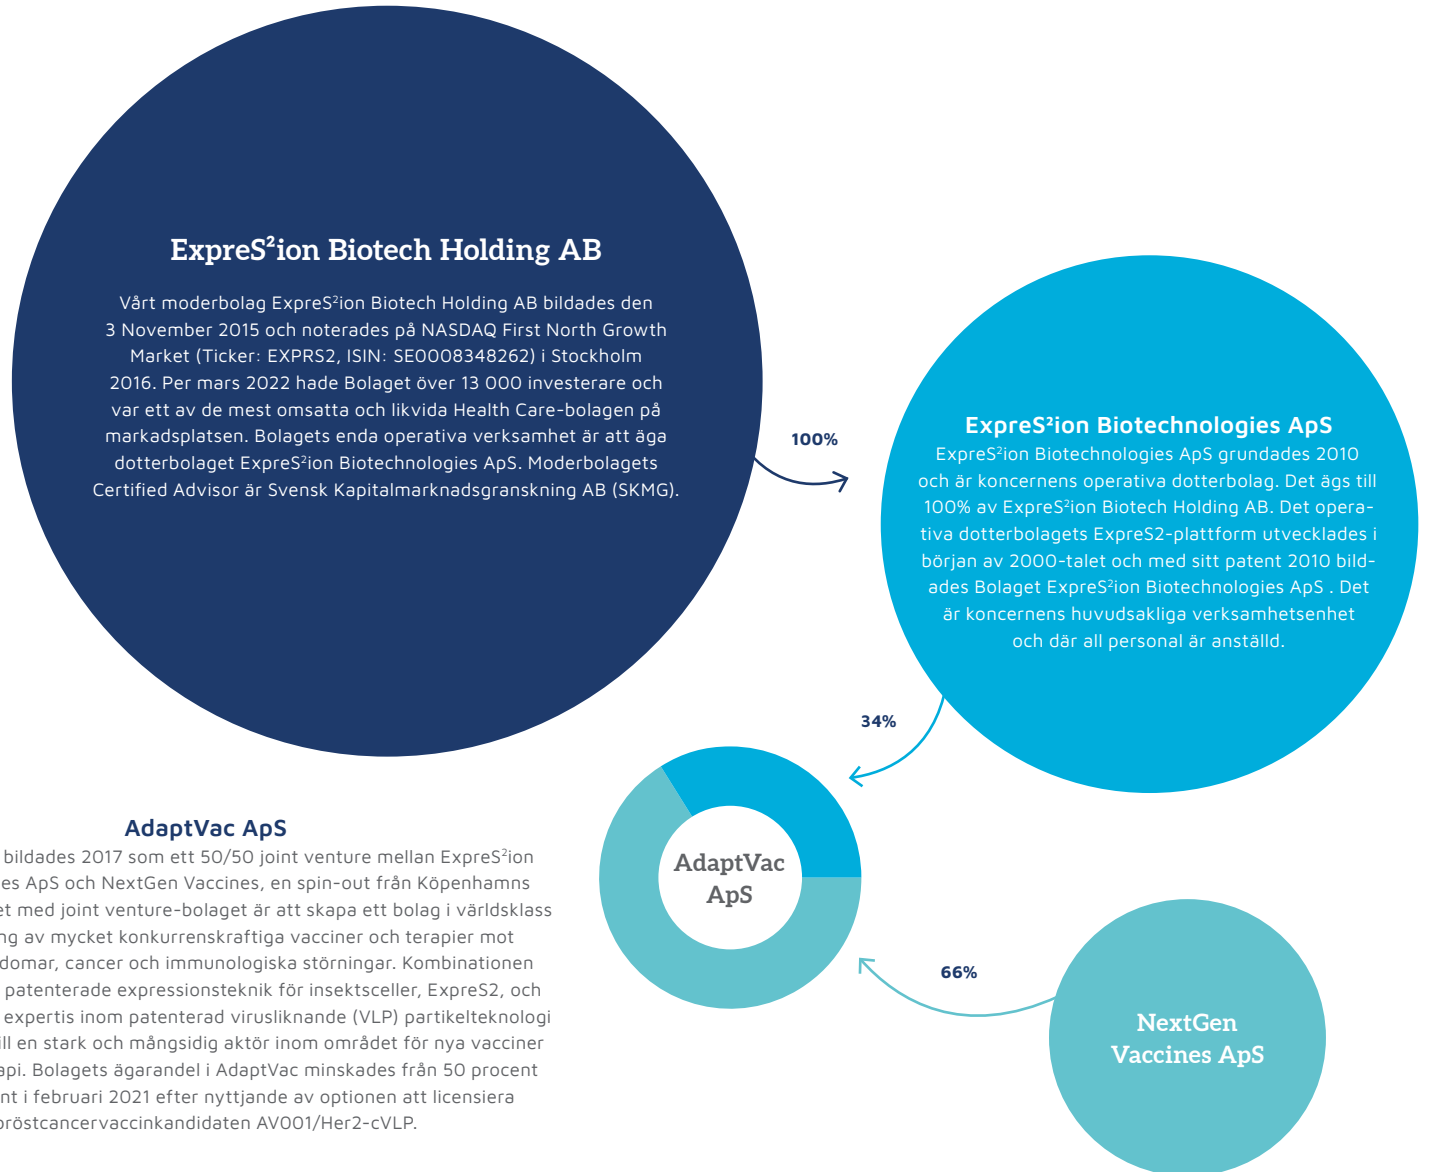 ExpreS²ion Biotech Holding AB
Vårt moderbolag ExpreS²ion Biotech Holding AB bildades den
3 November 2015 och noterades på NASDAQ First North Growth
Market (Ticker: EXPRS2, ISIN: SE0008348262) i Stockholm
2016. Per mars 2022 hade Bolaget över 13 000 investerare och
var ett av de mest omsatta och likvida Health Care-bolagen på
markadsplatsen. Bolagets enda operativa verksamhet är att äga
dotterbolaget ExpreS²ion Biotechnologies ApS. Moderbolagets
Certified Advisor är Svensk Kapitalmarknadsgranskning AB (SKMG).
100%
ExpreS²ion Biotechnologies ApS
ExpreS²ion Biotechnologies ApS grundades 2010
och är koncernens operativa dotterbolag. Det ägs till
100% av ExpreS²ion Biotech Holding AB. Det opera-
tiva dotterbolagets ExpreS2-plattform utvecklades i
början av 2000-talet och med sitt patent 2010 bild-
ades Bolaget ExpreS²ion Biotechnologies ApS . Det
är koncernens huvudsakliga verksamhetsenhet
och där all personal är anställd.
34%
AdaptVac
ApS
66%
NextGen
Vaccines ApS
AdaptVac ApS
bildades 2017 som ett 50/50 joint venture mellan ExpreS²ion
es ApS och NextGen Vaccines, en spin-out från Köpenhamns
et med joint venture-bolaget är att skapa ett bolag i världsklass
ng av mycket konkurrenskraftiga vacciner och terapier mot
domar, cancer och immunologiska störningar. Kombinationen
patenterade expressionsteknik för insektsceller, ExpreS2, och
expertis inom patenterad virusliknande (VLP) partikelteknologi
ill en stark och mångsidig aktör inom området för nya vacciner
api. Bolagets ägarandel i AdaptVac minskades från 50 procent
nt i februari 2021 efter nyttjande av optionen att licensiera
bröstcancervaccinkandidaten AV001/Her2-cVLP.